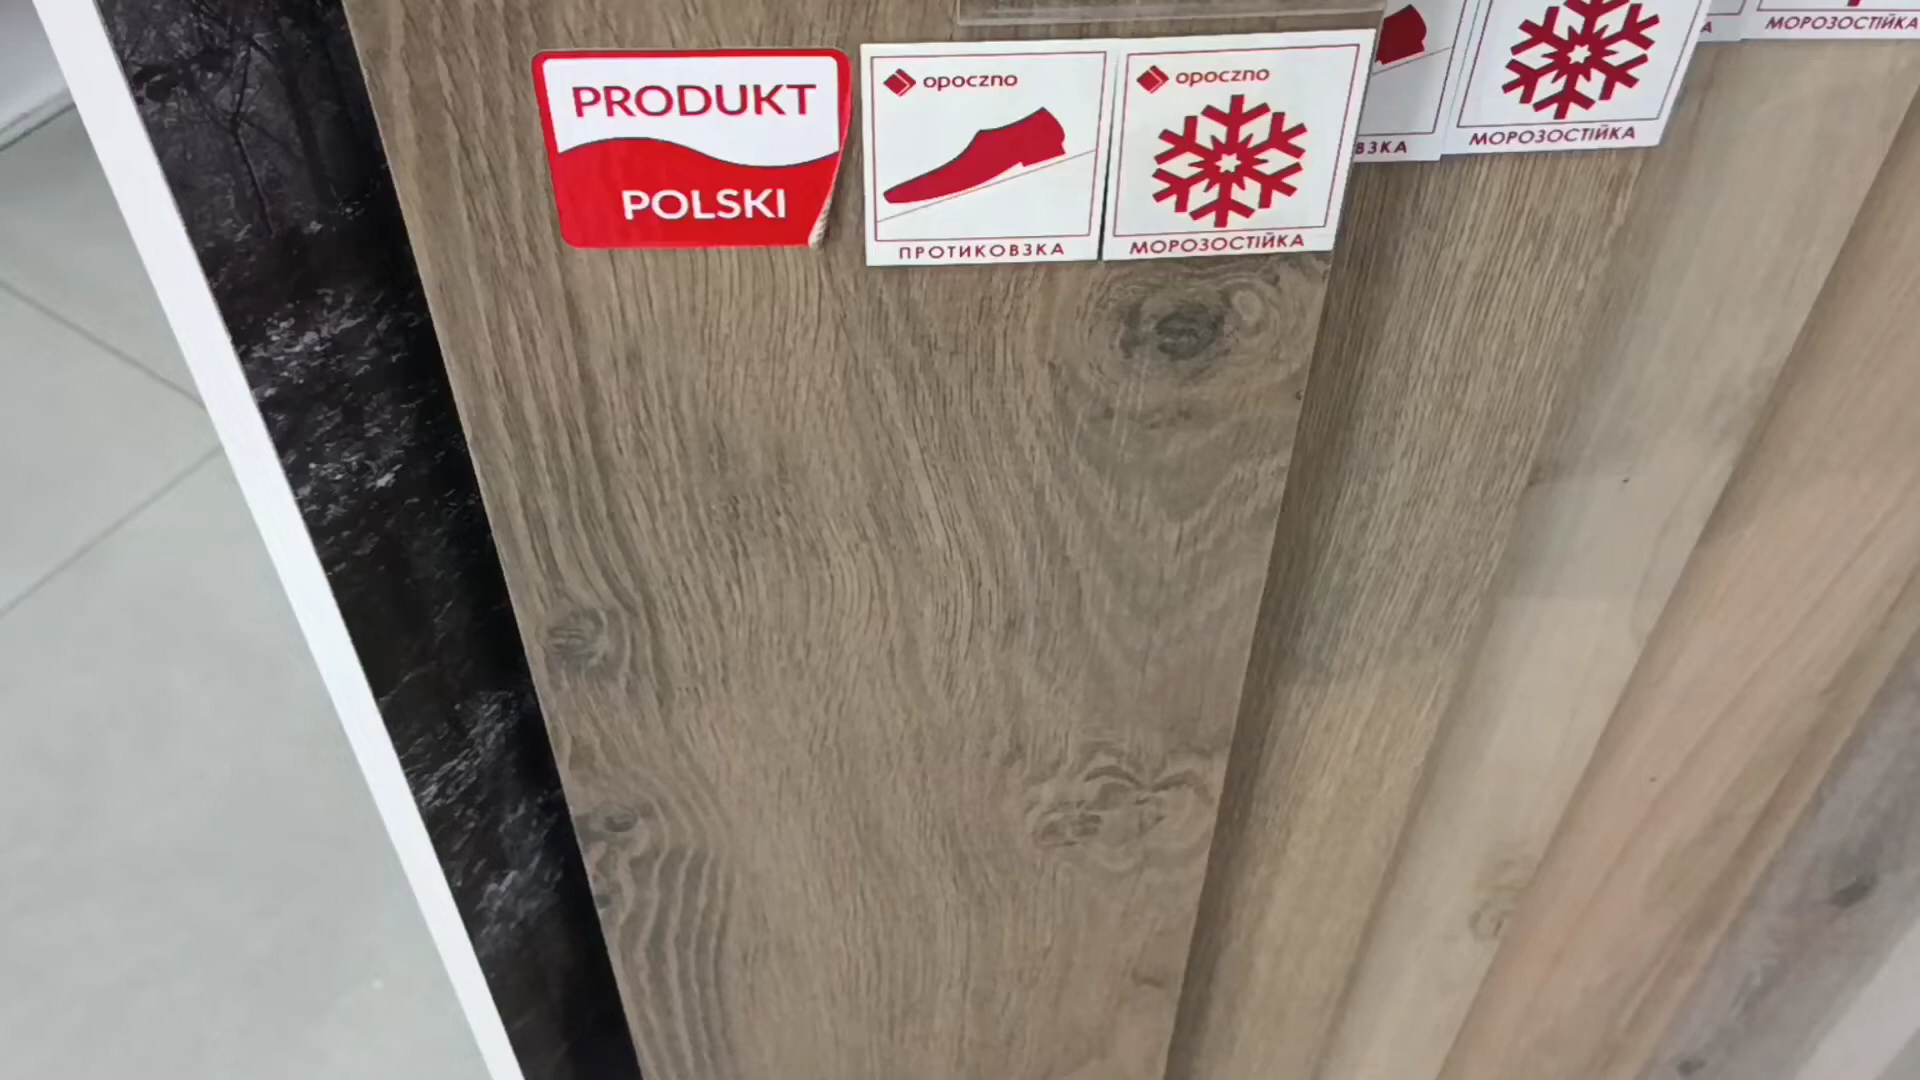 PRODUKT
POLSKI
opoczno
ПРОТИКОВЗКА
opoczno
МОРОЗОСТІЙКА
ВЗКА
МОРОЗОСТІЙКА
А
МОРОЗОСТІЙКА